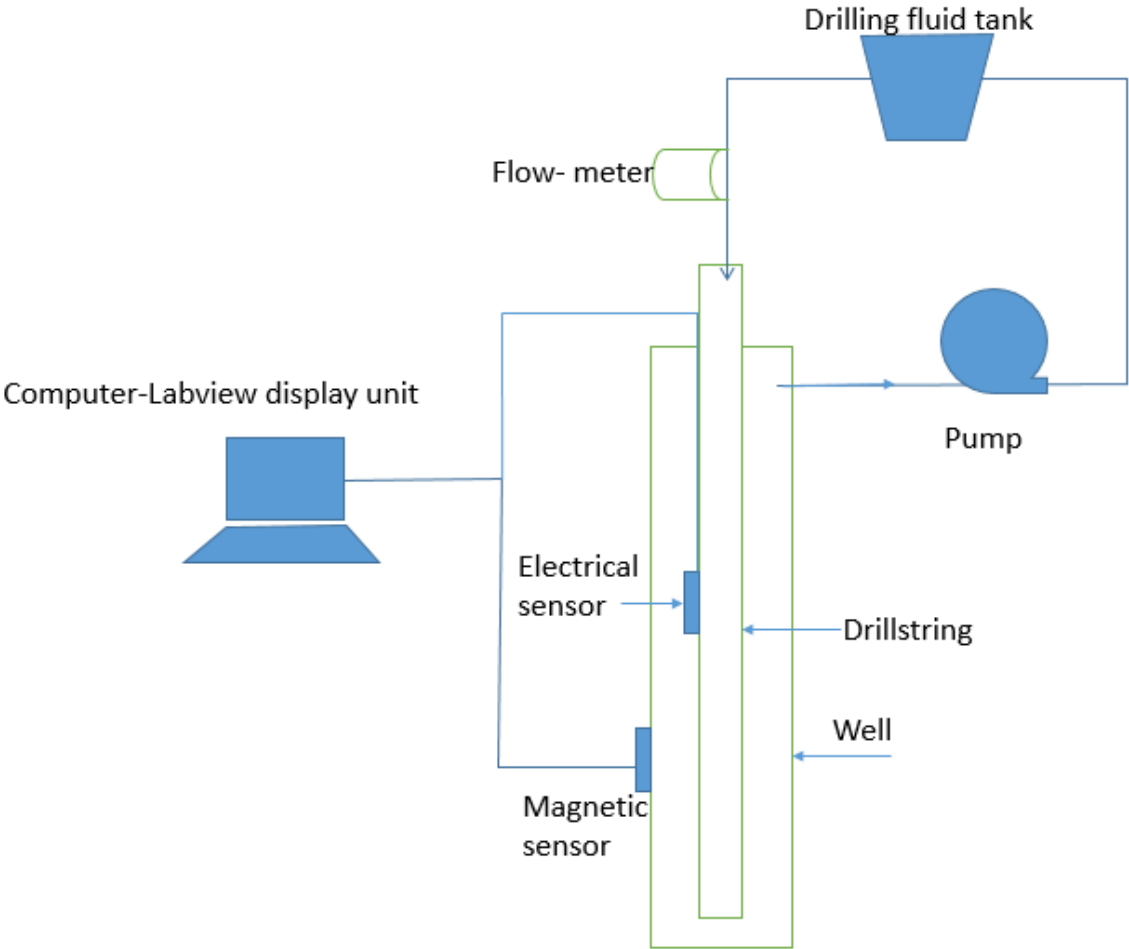 Drilling fluid tank
Flow- meter
Computer-Labview display unit
Pump
Electrical
sensor
Drillstring
Well
Magnetic
sensor